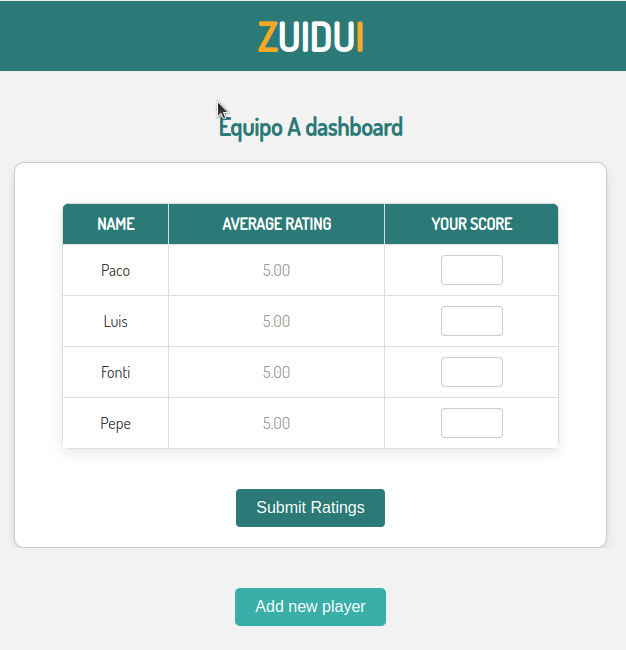 ZUIDUI
Equipo A dashboard
NAME AVERAGE RATING YOUR SCORE
Paco 5.00
Luis 5.00
Fonti 5.00
Pepe 5.00
Submit Ratings
Add new player